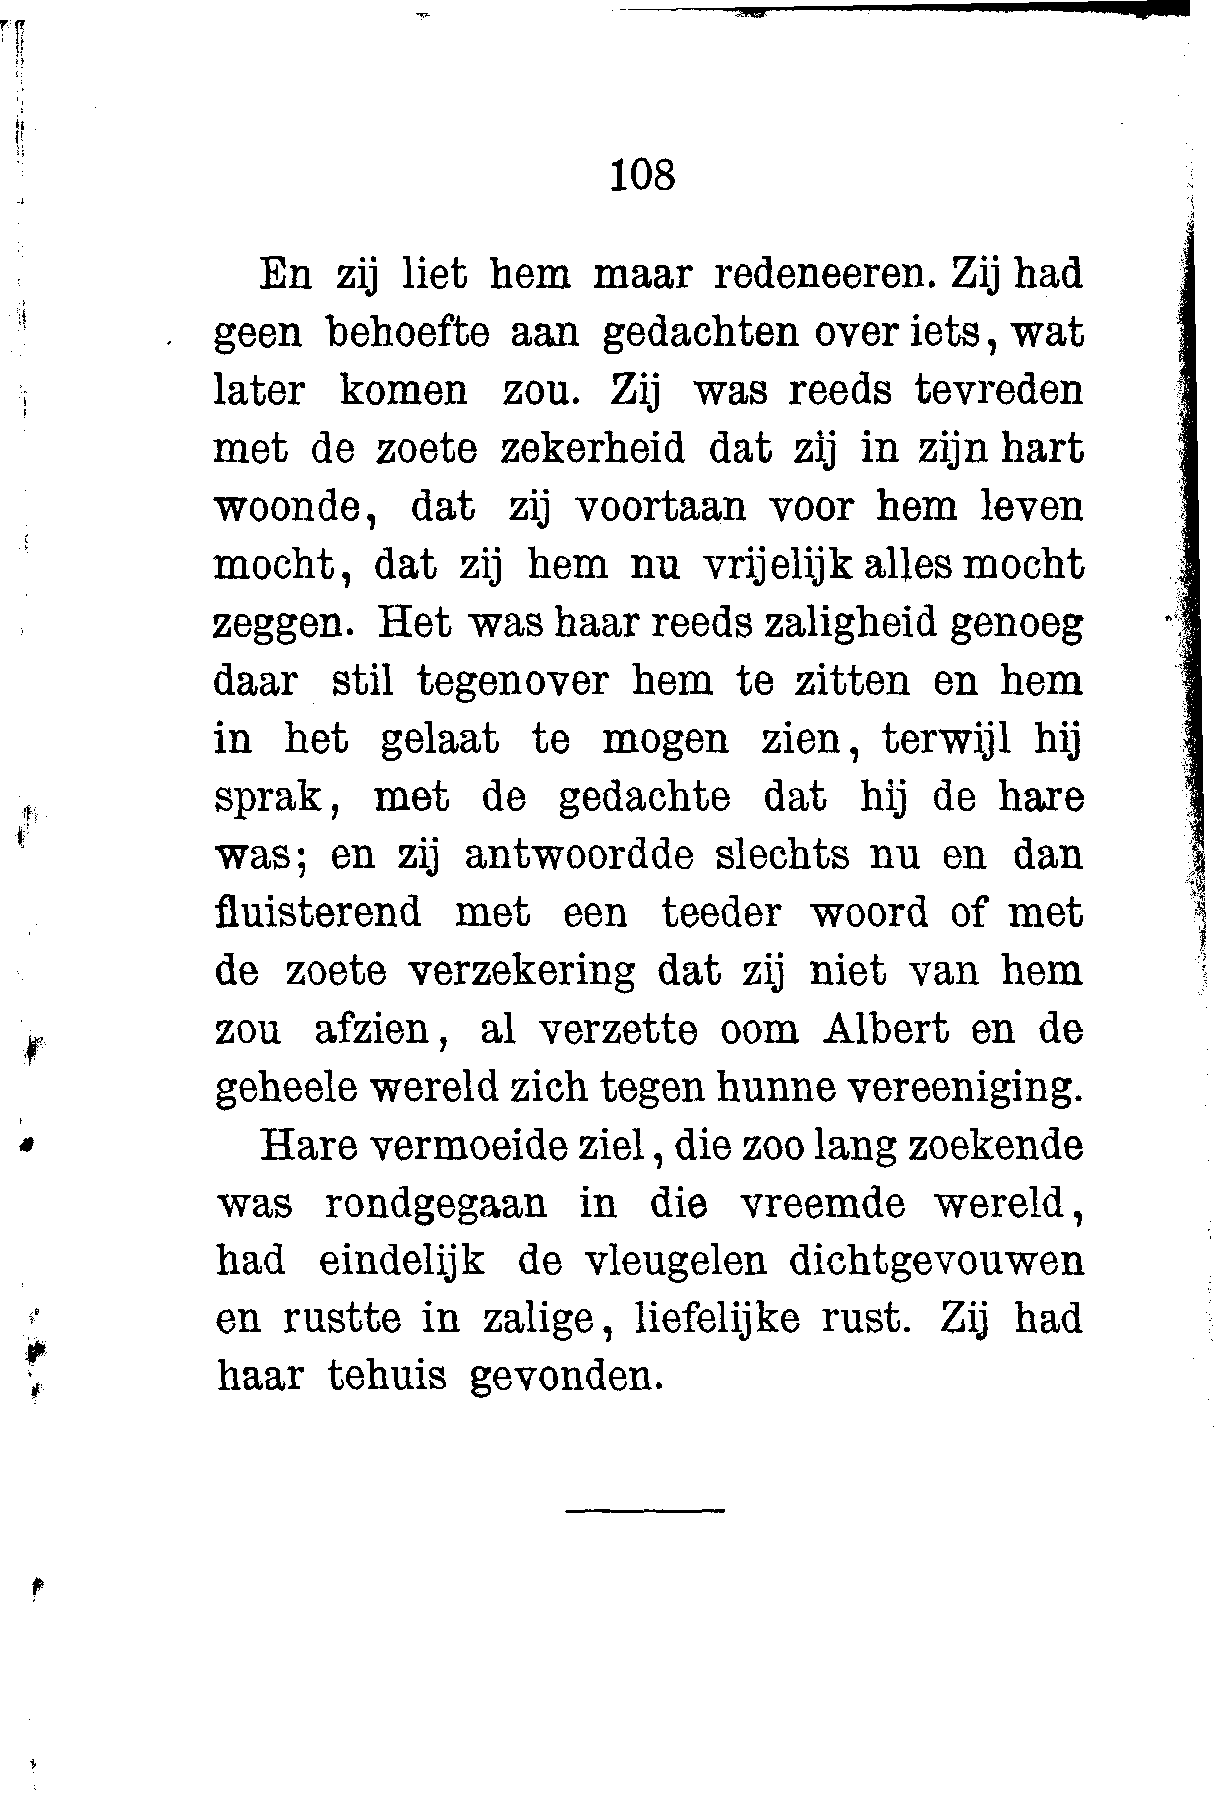 108
En zij liet hem maar redeneeren. Zij had
geen behoefte aan gedachten over iets, wat
later komen zou. Zij was reeds tevreden
met de zoete zekerheid dat zij in zijn hart
woonde, dat zij voortaan voor hem leven
mocht, dat zij hem nu vrijelijk alles mocht
zeggen. Het was haar reeds zaligheid genoeg
daar stil tegenover hem te zitten en hem
in het gelaat te mogen zien, terwijl hij
sprak, met de gedachte dat hij de hare
was; en zij antwoordde slechts nu en dan
fluisterend met een teeder woord of met
de zoete verzekering dat zij niet van hem
zou afzien, al verzette oom Albert en de
geheele wereld zich tegen hunne vereeniging.
Hare vermoeide ziel, die zoo lang zoekende
was rondgegaan in die vreemde wereld,
had eindelijk de vleugelen dichtgevouwen
en rustte in zalige, liefelijke rust. Zij had
haar tehuis gevonden.